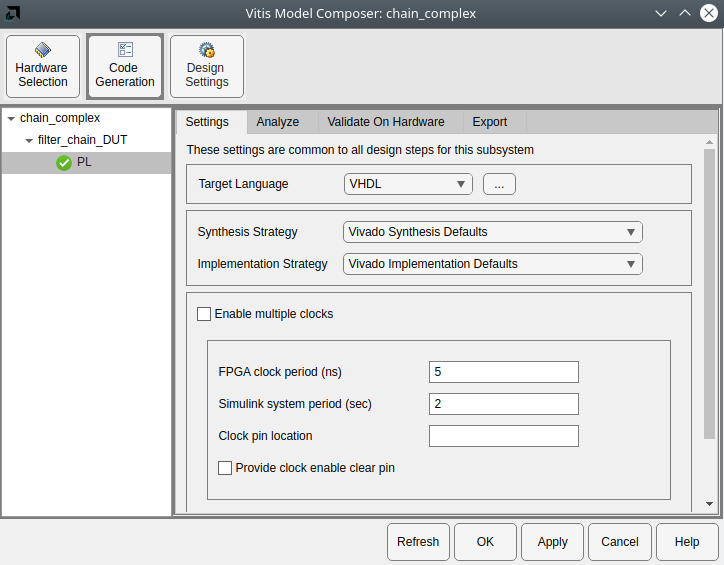 Vitis Model Composer: chain_complex
Hardware Selection
Code Generation
Design Settings
chain_complex
filter_chain_DUT
PL
Settings Analyze Validate On Hardware Export
These settings are common to all design steps for this subsystem
Target Language VHDL ...
Synthesis Strategy Vivado Synthesis Defaults
Implementation Strategy Vivado Implementation Defaults
Enable multiple clocks
FPGA clock period (ns) 5
Simulink system period (sec) 2
Clock pin location
Provide clock enable clear pin
Refresh OK Apply Cancel Help